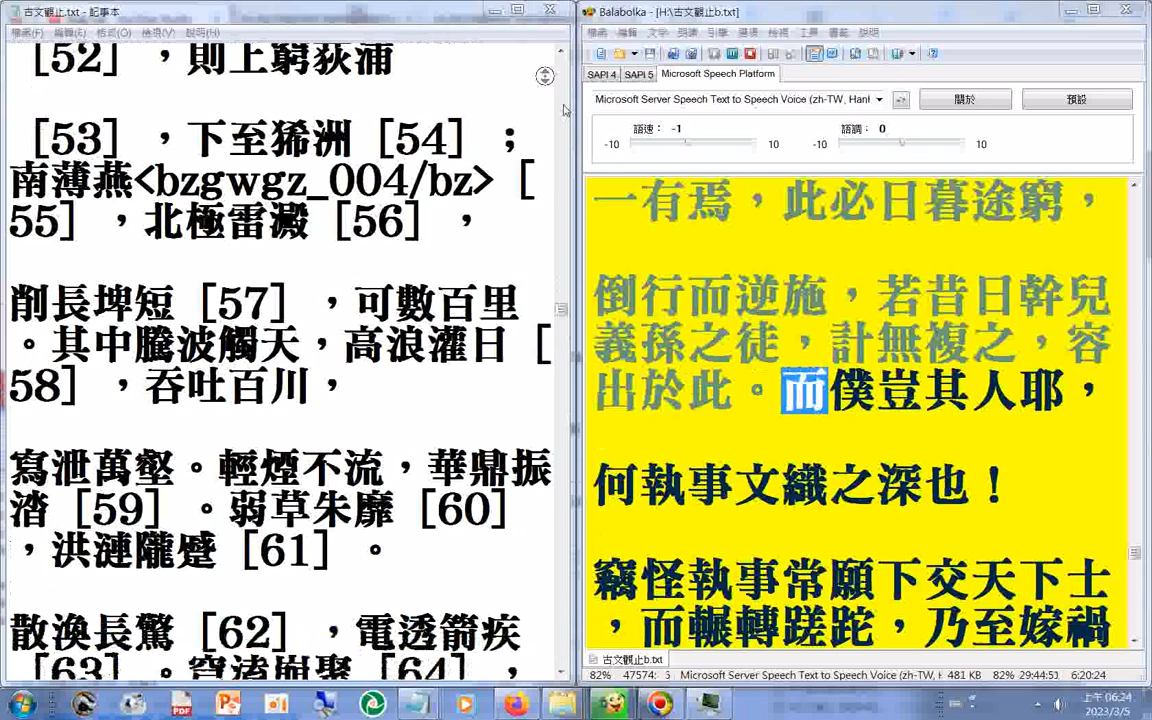 古文觀止.txt - 記事本
檔案(F) 編輯(E) 格式(O) 檢視(V) 說明(H)
[52] ，則上窮荻浦
[53] ，下至狶洲 [54] ；
南薄燕<bzgwgz_004/bz> [
55] ，北極雷澱 [56] ，
削長埤短 [57] ，可數百里
。其中騰波觸天，高浪灌日 [
58] ，吞吐百川，
寫泄萬壑。輕煙不流，華鼎振
涾 [59] 。弱草朱靡 [60]
，洪漣隴蹙 [61] 。
散渙長驚 [62] ，電透箭疾
[63] 。穹溘崩聚 [64] ，
Balabolka - [H:\古文觀止b.txt]
檔案 編輯 文字 朗讀 引擎 選項 檢視 工具 書籤 說明
SAPI 4 SAPI 5 Microsoft Speech Platform
Microsoft Server Speech Text to Speech Voice (zh-TW, HanH 關於 預設
語速： -1 語調： 0
-10 10 -10 10
一有焉，此必日暮途窮，
倒行而逆施，若昔日幹兒
義孫之徒，計無複之，容
出於此。而僕豈其人耶，
何執事文織之深也！
竊怪執事常願下交天下士
，而輾轉蹉跎，乃至嫁禍
古文觀止b.txt
82% 47574: Microsoft Server Speech Text to Speech Voice (zh-TW, H 481 KB 82% 29:44:51 6:20:24
上午 06:24
2023/3/5